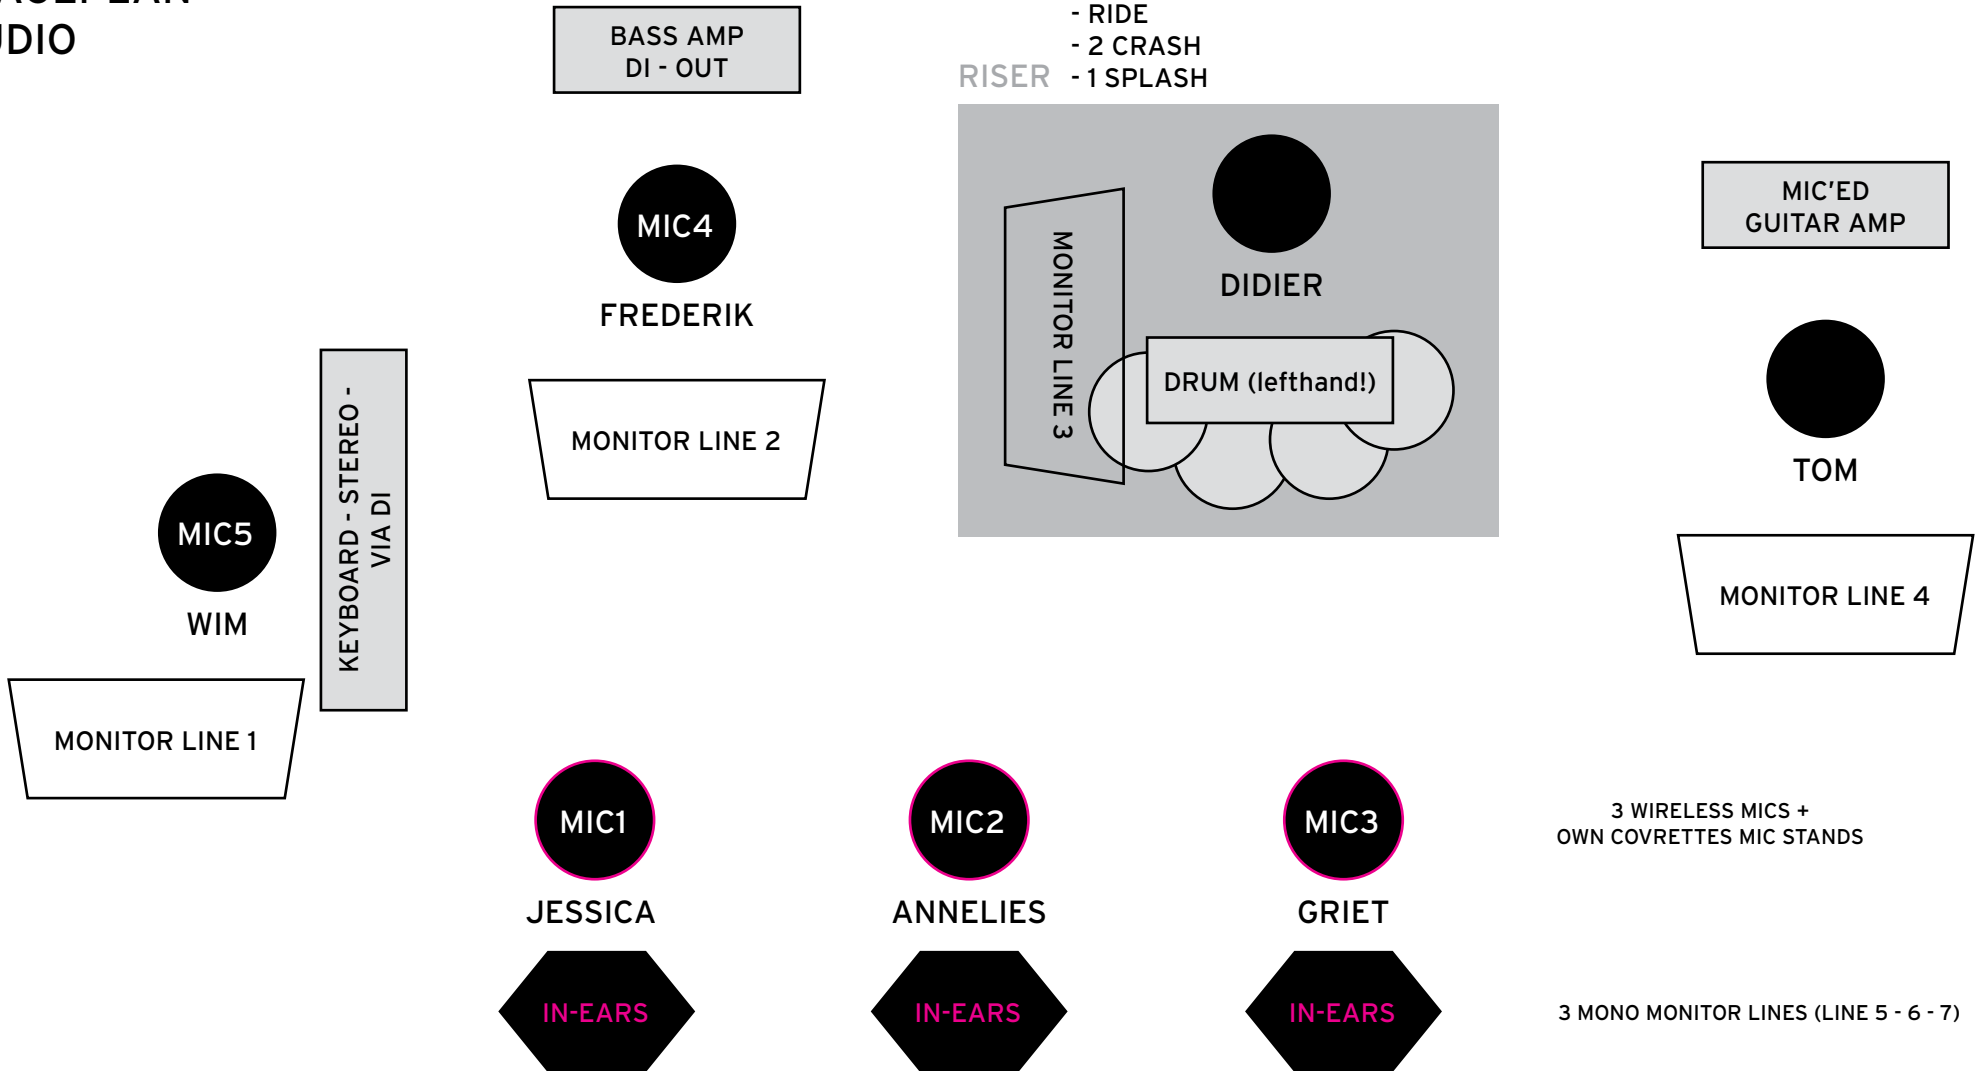 UDIO
BASS AMP
DI - OUT
- RIDE
- 2 CRASH
RISER - 1 SPLASH
MIC4
FREDERIK
MONITOR LINE 2
MONITOR LINE 3
DIDIER
DRUM (lefthand!)
MIC'ED
GUITAR AMP
TOM
MONITOR LINE 4
MIC5
WIM
KEYBOARD - STEREO -
VIA DI
MONITOR LINE 1
MIC1
JESSICA
IN-EARS
MIC2
ANNELIES
IN-EARS
MIC3
GRIET
IN-EARS
3 WIRELESS MICS +
OWN COVRETTES MIC STANDS
3 MONO MONITOR LINES (LINE 5 - 6 - 7)